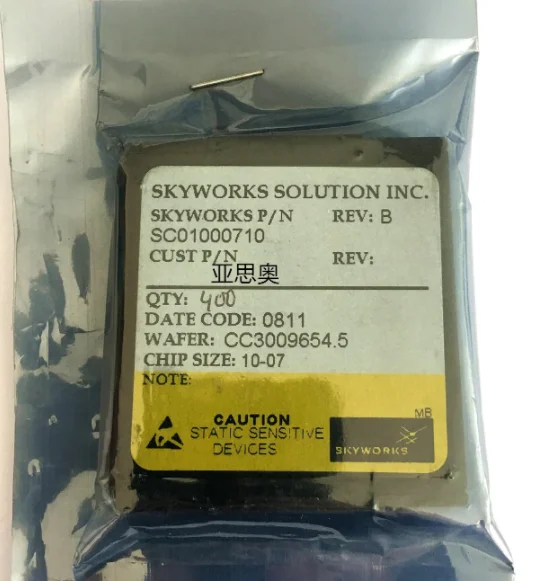 SKYWORKS SOLUTION INC.
SKYWORKS P/N REV: B
SC01000710
CUST P/N REV:
亚思奥
QTY: 400
DATE CODE: 0811
WAFER: CC3009654.5
CHIP SIZE: 10-07
NOTE:
MB
CAUTION
STATIC SENSITIVE
DEVICES
SKYWORKS